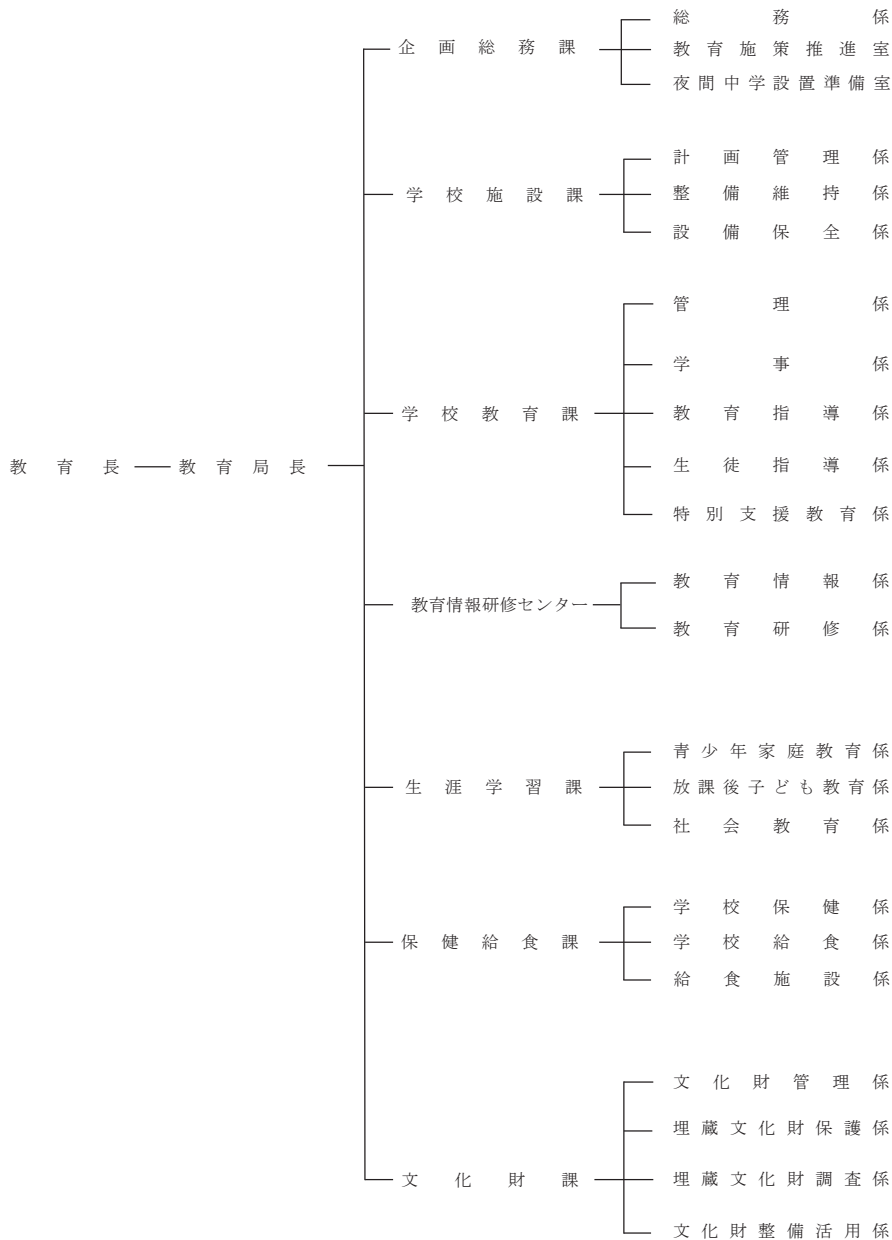 教育長
教育局長
企画総務課
総務係
教育施策推進室
夜間中学設置準備室
学校施設課
計画管理係
整備維持係
設備保全係
学校教育課
管理係
学事係
教育指導係
生徒指導係
特別支援教育係
教育情報研修センター
教育情報係
教育研修係
生涯学習課
青少年家庭教育係
放課後子ども教育係
社会教育係
保健給食課
学校保健係
学校給食係
給食施設係
文化財課
文化財管理係
埋蔵文化財保護係
埋蔵文化財調査係
文化財整備活用係